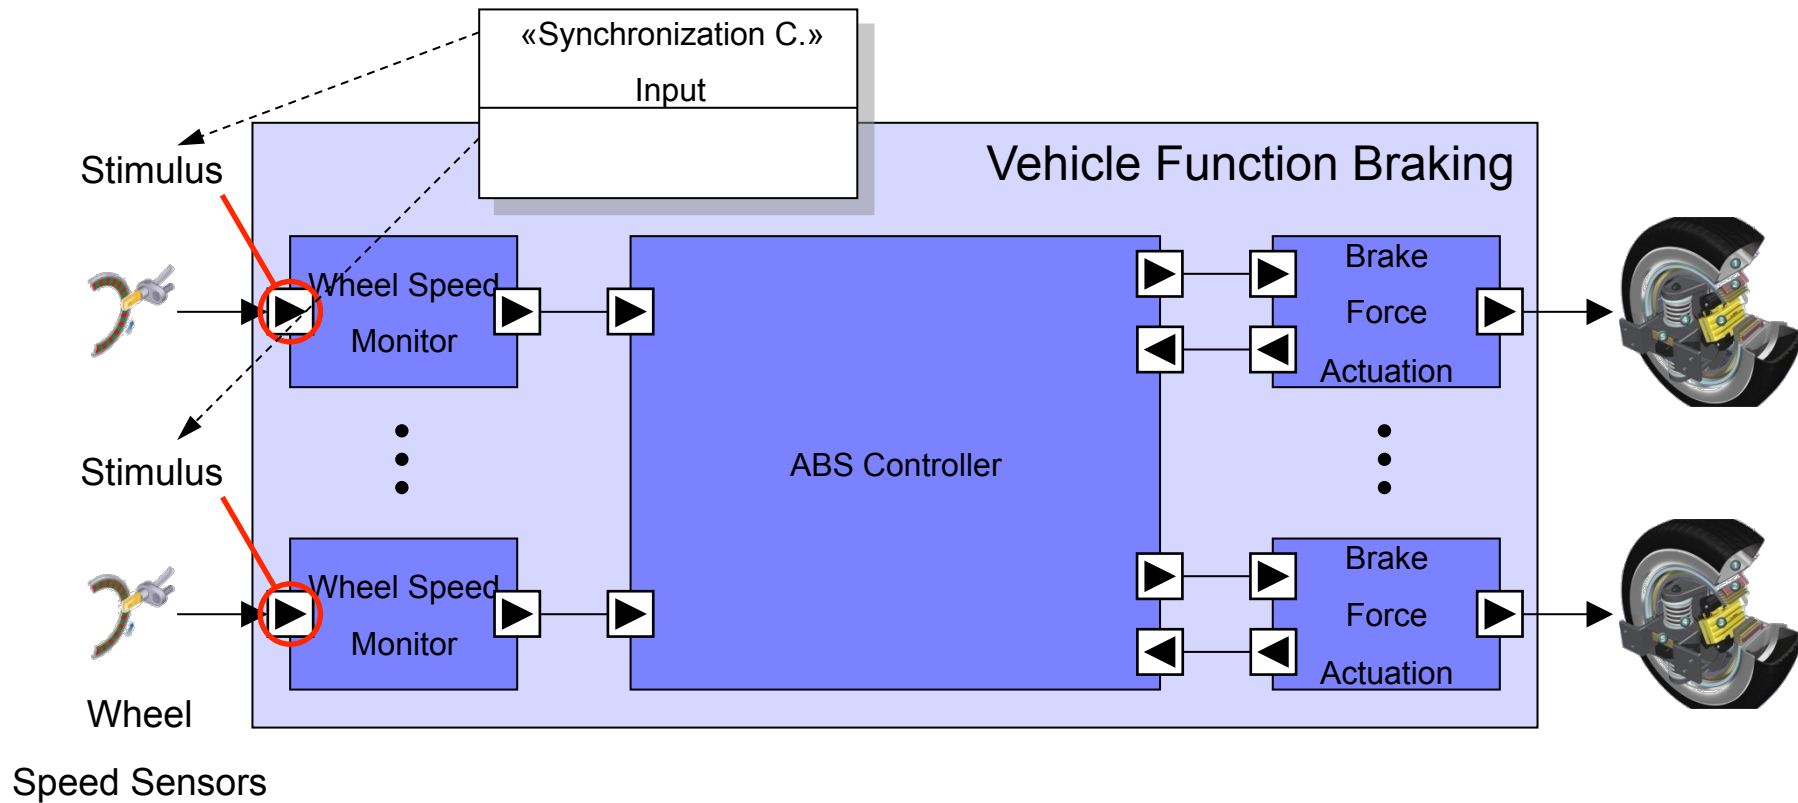 «Synchronization C.»
Input
Vehicle Function Braking
Stimulus
Wheel Speed
Monitor
Brake
Force
Actuation
ABS Controller
Stimulus
Wheel Speed
Monitor
Brake
Force
Actuation
Wheel
Speed Sensors